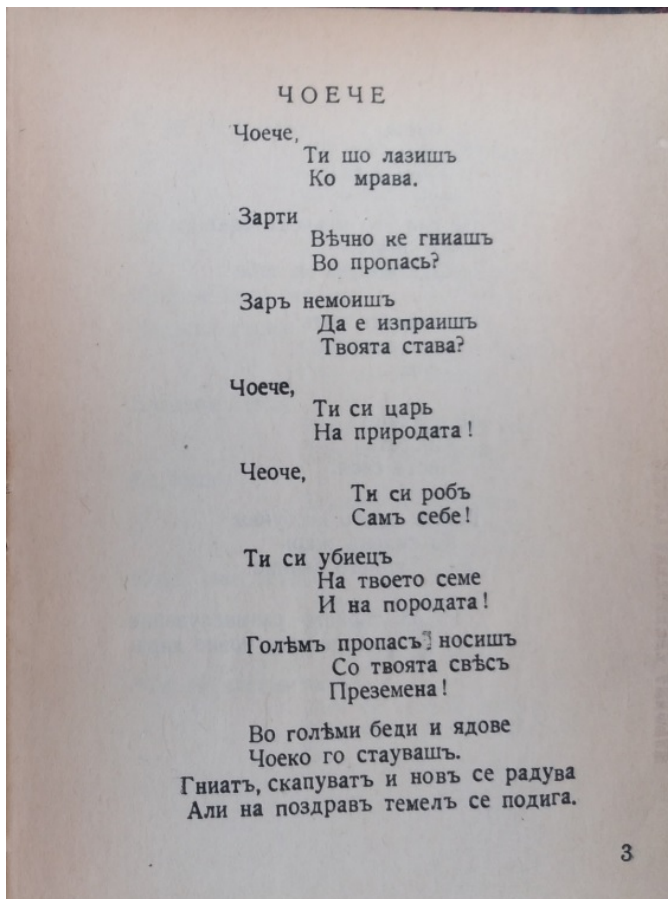 ЧОЕЧЕ
Чоече,
Ти шо лазишъ
Ко мрава.
Зарти
Вѣчно ке гниашъ
Во пропась?
Заръ немоишъ
Да е изпраишъ
Твоята става?
Чоече,
Ти си царь
На природата!
Чеоче,
Ти си робъ
Самъ себе!
Ти си убиецъ
На твоето семе
И на породата!
Голѣмъ пропасъ носишъ
Со твоята свѣсъ
Преземена!
Во голѣми беди и ядове
Чоеко го стаувашъ.
Гниатъ, скапуватъ и новъ се радува
Али на поздравъ темелъ се подига.
3